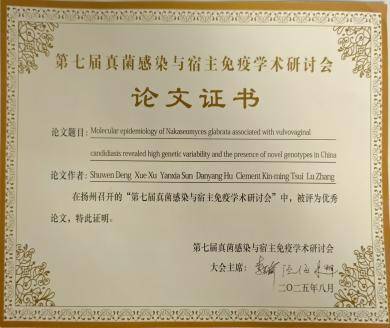 第七届真菌感染与宿主免疫学术研讨会
论文证书
论文题目：Molecular epidemiology of Nakaseomyces glabrata associated with vulvovaginal
candidiasis revealed high genetic variability and the presence of novel genotypes in China
论文作者：Shuwen Deng Xue Xu Yanxia Sun Danyang Hu Clement Kin-ming Tsui Lu Zhang
在扬州召开的“第七届真菌感染与宿主免疫学术研讨会”中，被评为优秀
论文，特此证明。
第七届真菌感染与宿主免疫学术研讨会
大会主席：
二〇二五年八月